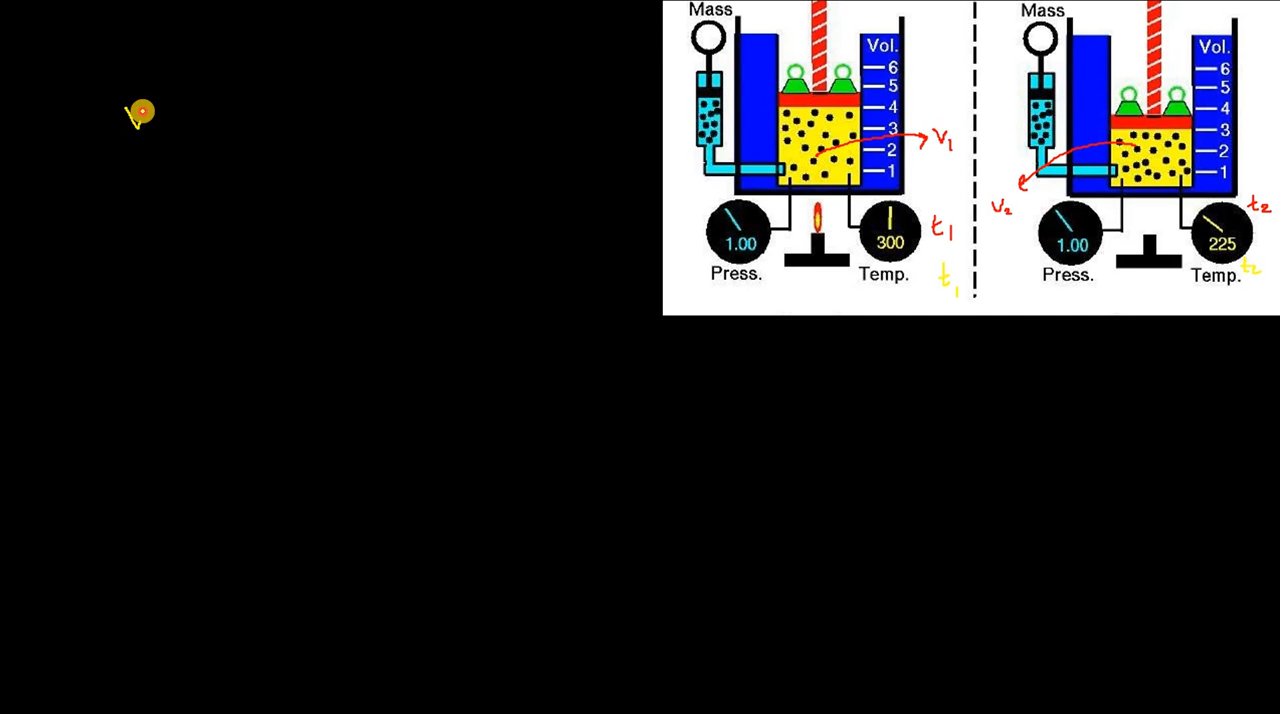 V
Mass
Vol.
6
5
4
3
2
1
V1
1.00
300
t1
Press.
Temp.
t1
Mass
Vol.
6
5
4
3
2
1
V2
1.00
225
t2
t2
Press.
Temp.